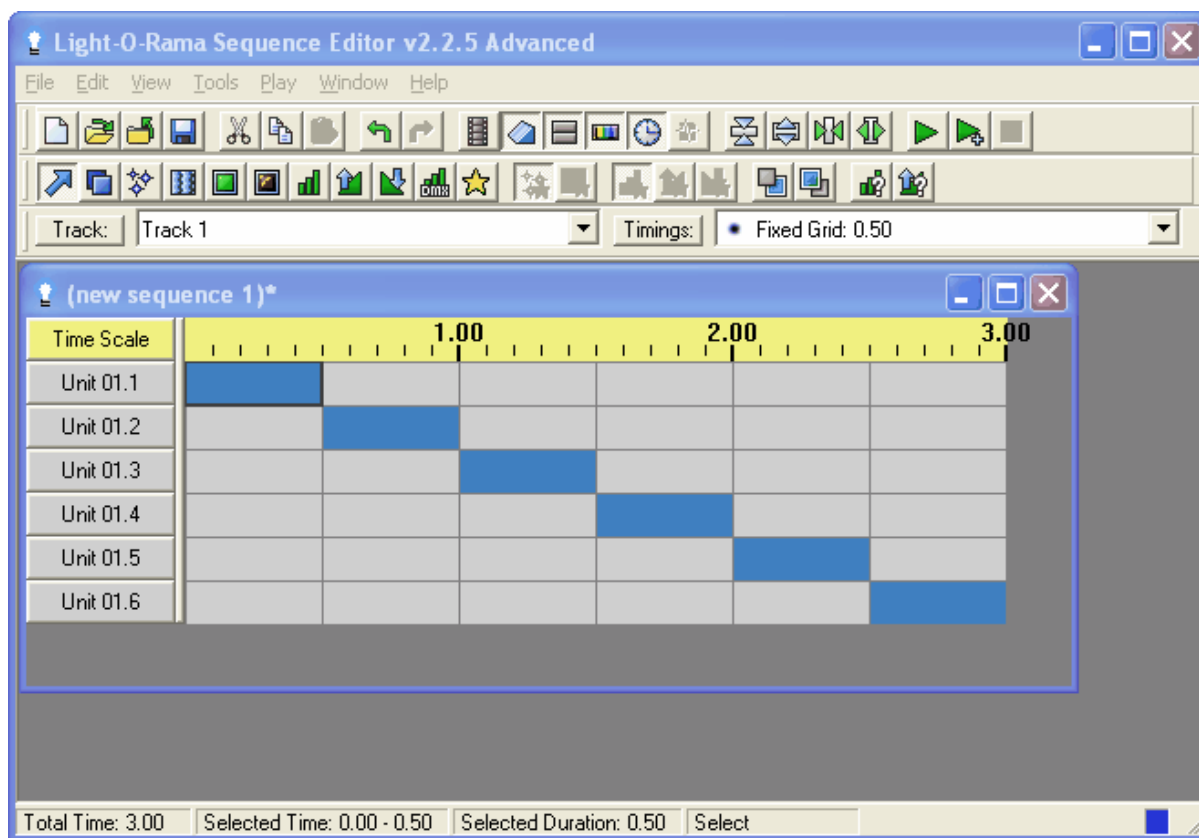 Light-O-Rama Sequence Editor v2.2.5 Advanced
File Edit View Tools Play Window Help
DMX
Track: Track 1 Timings: Fixed Grid: 0.50
(new sequence 1)*
Time Scale 1.00 2.00 3.00
Unit 01.1
Unit 01.2
Unit 01.3
Unit 01.4
Unit 01.5
Unit 01.6
Total Time: 3.00 Selected Time: 0.00 - 0.50 Selected Duration: 0.50 Select